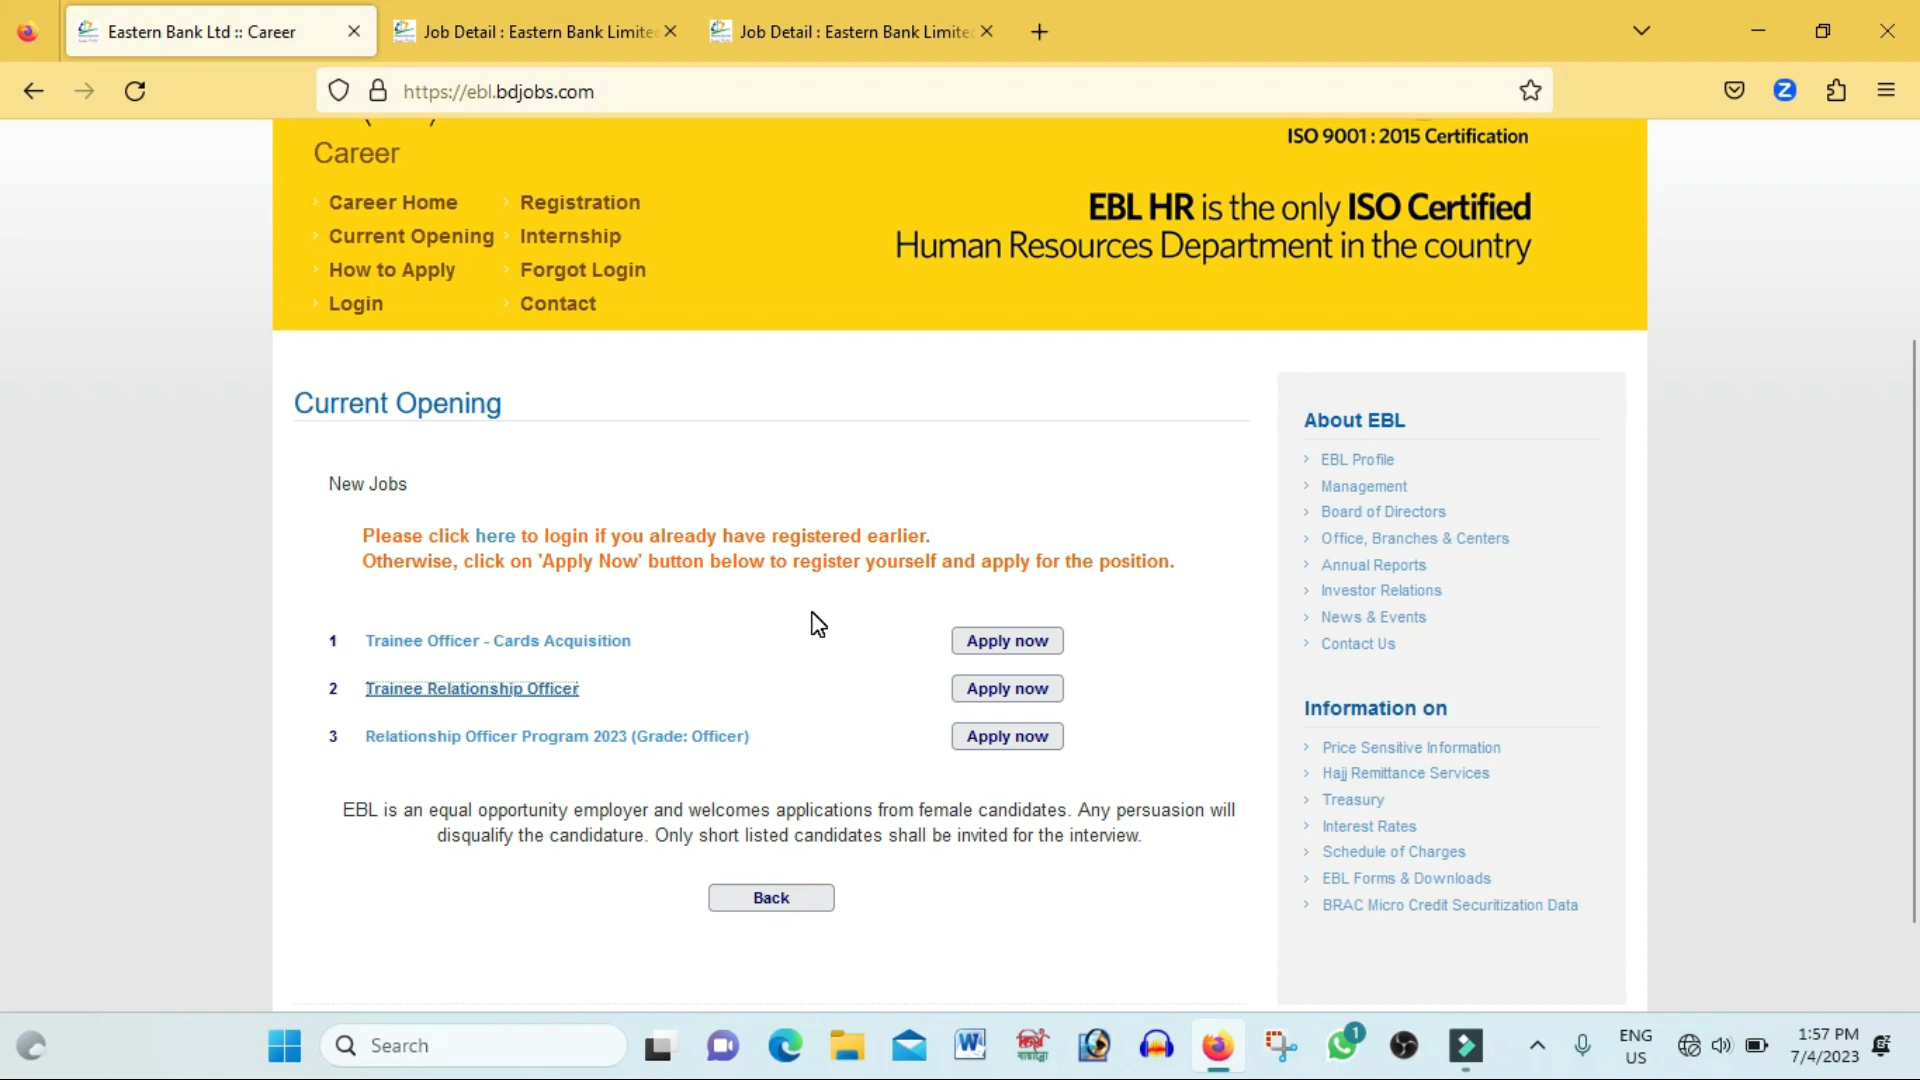 Eastern Bank Ltd :: Career
Job Detail : Eastern Bank Limite
Job Detail : Eastern Bank Limite
https://ebl.bdjobs.com
Career
Career Home
Registration
Current Opening
Internship
How to Apply
Forgot Login
Login
Contact
ISO 9001 : 2015 Certification
EBL HR is the only ISO Certified
Human Resources Department in the country
Current Opening
New Jobs
Please click here to login if you already have registered earlier.
Otherwise, click on 'Apply Now' button below to register yourself and apply for the position.
1 Trainee Officer - Cards Acquisition Apply now
2 Trainee Relationship Officer Apply now
3 Relationship Officer Program 2023 (Grade: Officer) Apply now
EBL is an equal opportunity employer and welcomes applications from female candidates. Any persuasion will
disqualify the candidature. Only short listed candidates shall be invited for the interview.
Back
About EBL
EBL Profile
Management
Board of Directors
Office, Branches & Centers
Annual Reports
Investor Relations
News & Events
Contact Us
Information on
Price Sensitive Information
Hajj Remittance Services
Treasury
Interest Rates
Schedule of Charges
EBL Forms & Downloads
BRAC Micro Credit Securitization Data
Search
1
ENG
US
1:57 PM
7/4/2023